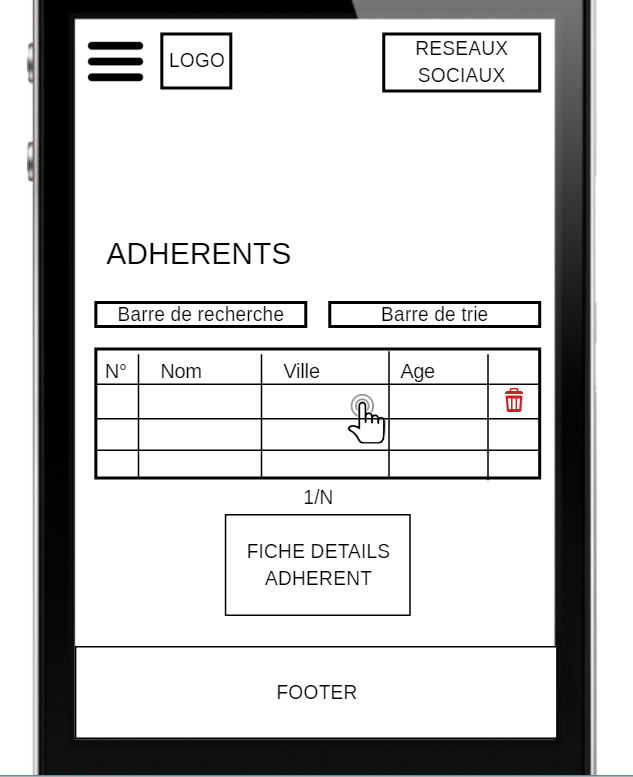 LOGO
RESEAUX
SOCIAUX
ADHERENTS
Barre de recherche
Barre de trie
N° Nom Ville Age
1/N
FICHE DETAILS
ADHERENT
FOOTER